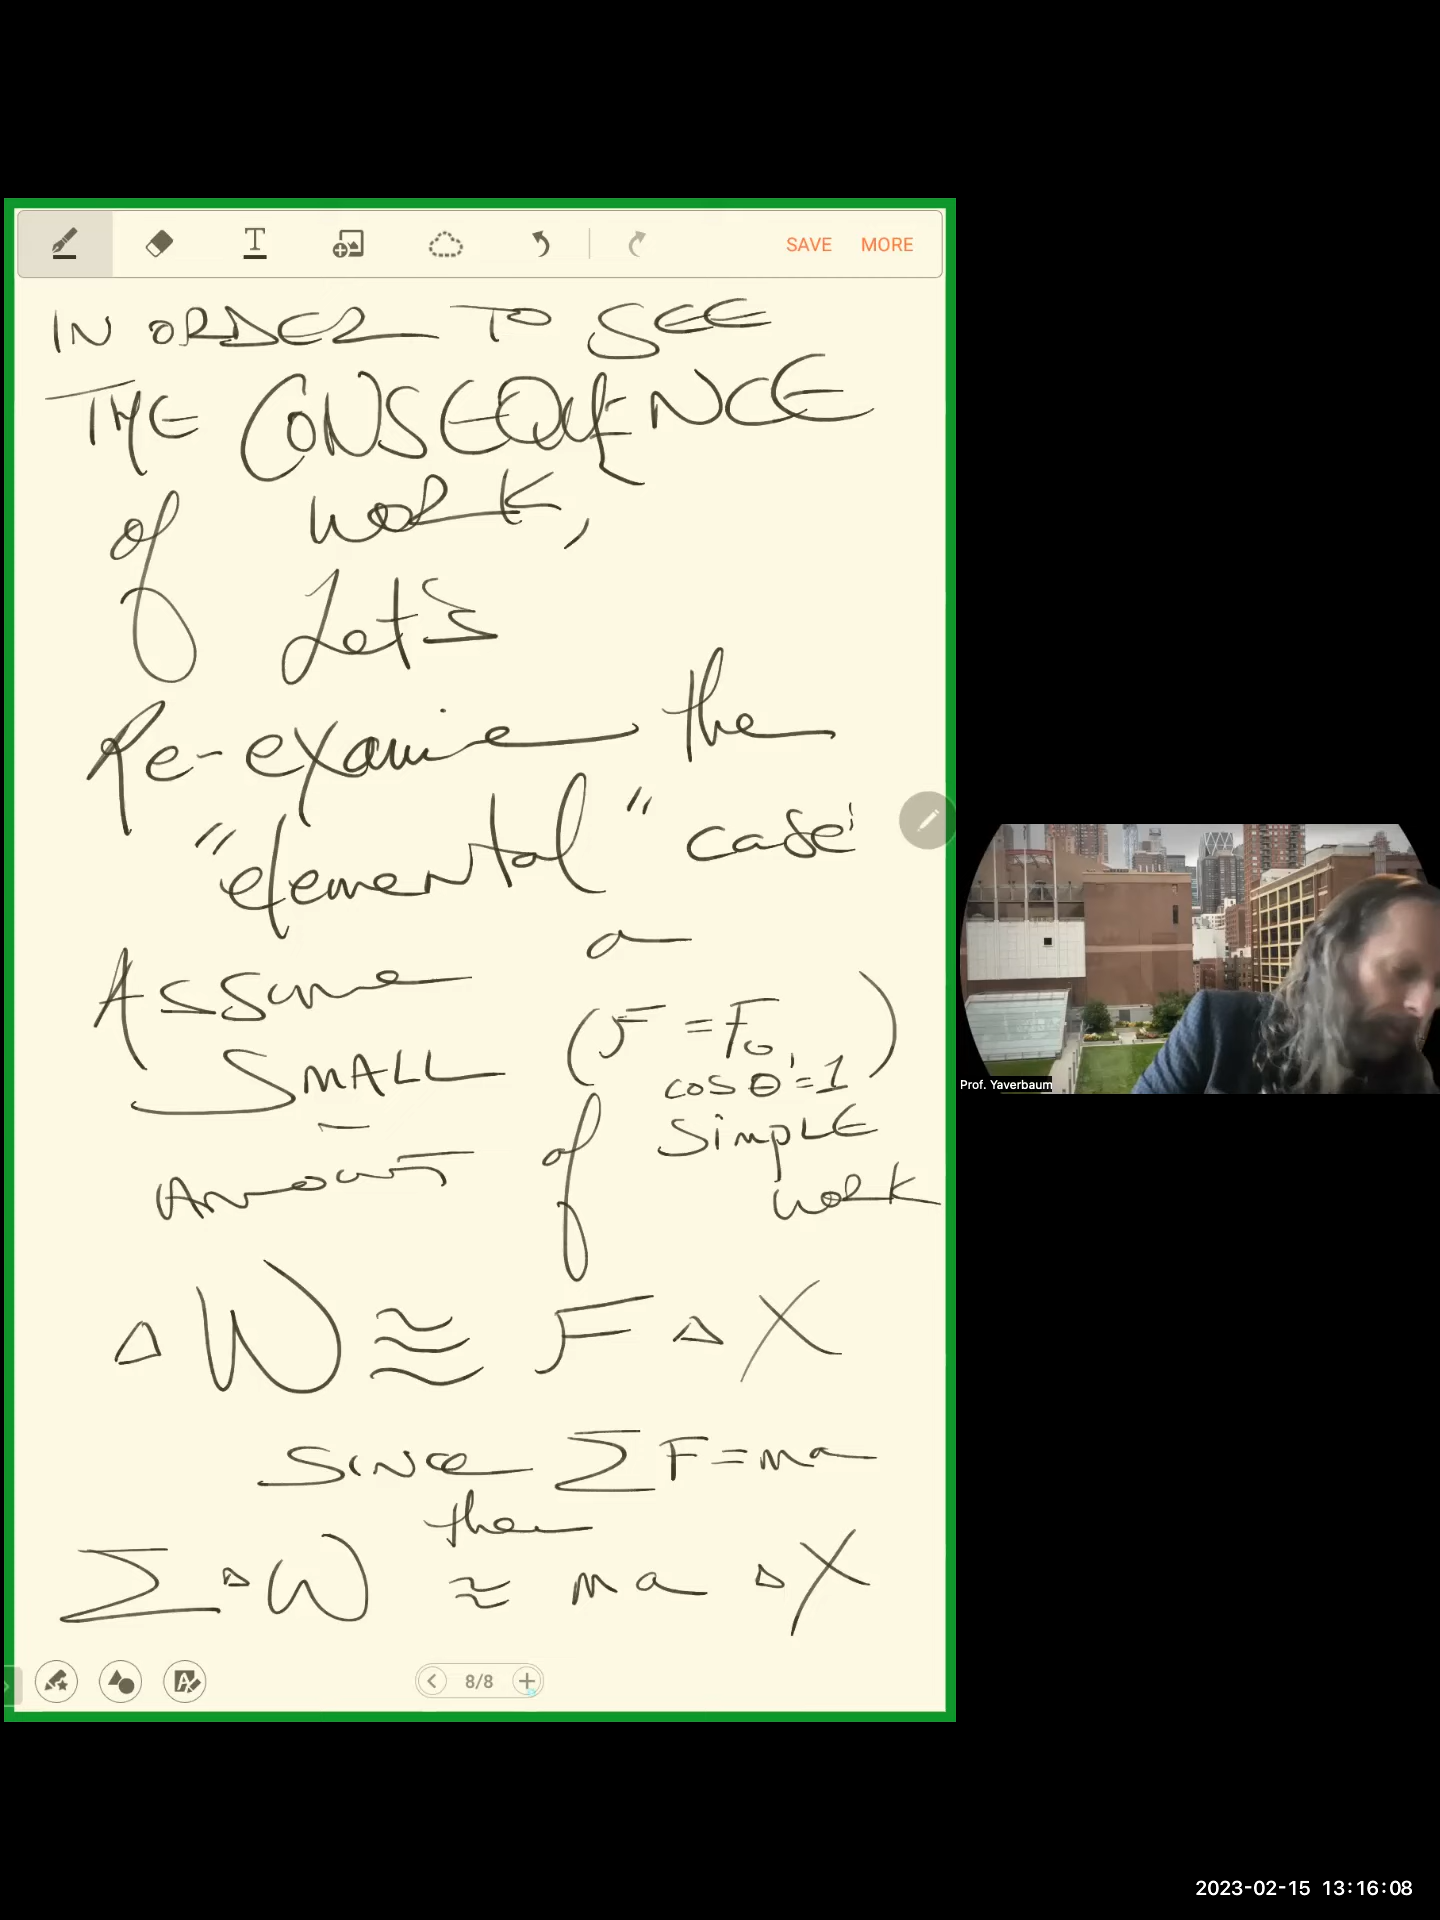 T
SAVE MORE
IN ORDER TO SEE
THE CONSEQUENCE
of work,
Let's
Re-examine the
"elemental" case:
Assume a
SMALL (F = F₀, cos θ = 1)
Amount of simpLE work
ΔW ≈ F ΔX
SINce ΣF = ma
then
ΣΔW ≈ ma ΔX
8/8
Prof. Yaverbaum
2023-02-15 13:16:08